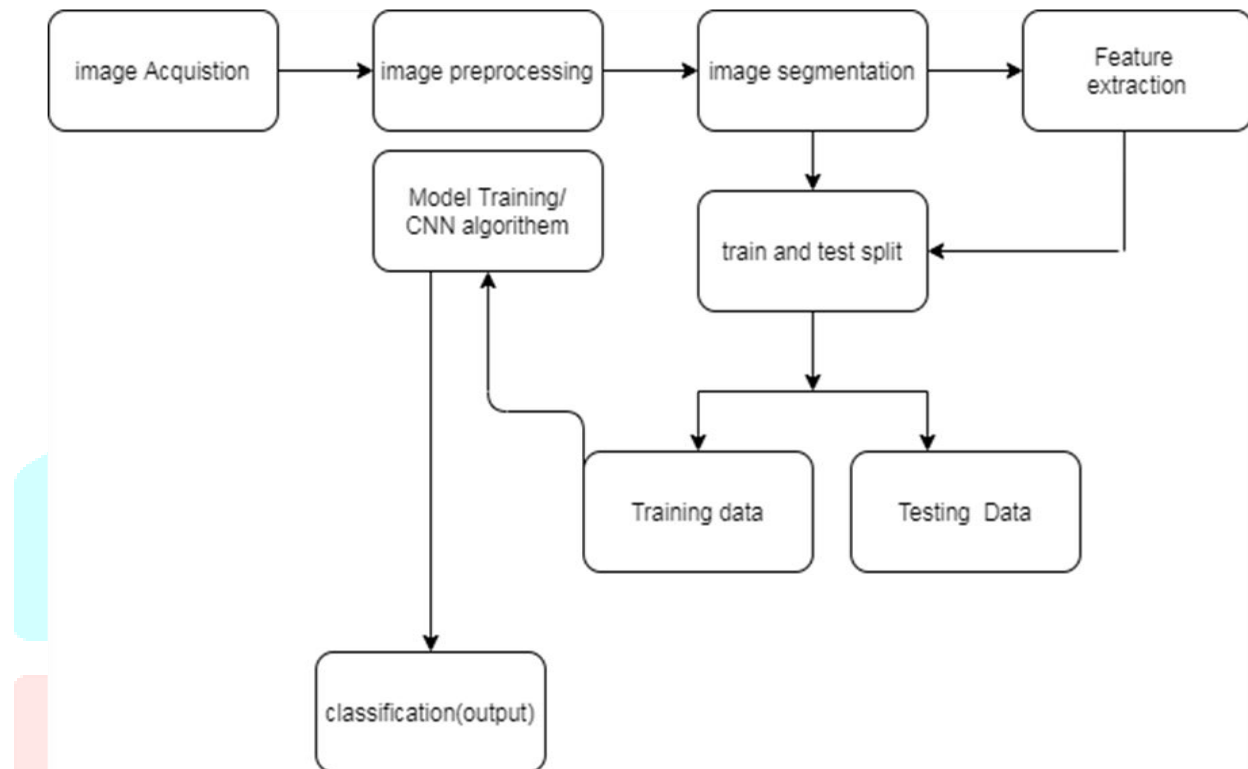 image Acquistion
image preprocessing
image segmentation
Feature
extraction
Model Training/
CNN algorithem
train and test split
Training data
Testing Data
classification(output)